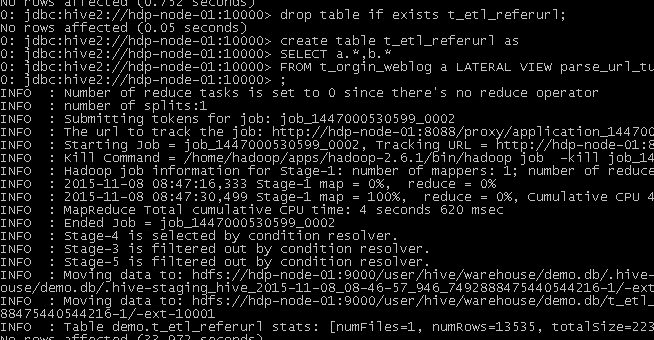 No rows affected (0.752 seconds)
0: jdbc:hive2://hdp-node-01:10000> drop table if exists t_etl_referurl;
No rows affected (0.05 seconds)
0: jdbc:hive2://hdp-node-01:10000> create table t_etl_referurl as
0: jdbc:hive2://hdp-node-01:10000> SELECT a.*,b.*
0: jdbc:hive2://hdp-node-01:10000> FROM t_orgin_weblog a LATERAL VIEW parse_url_tu
0: jdbc:hive2://hdp-node-01:10000> ;
INFO  : Number of reduce tasks is set to 0 since there's no reduce operator
INFO  : number of splits:1
INFO  : Submitting tokens for job: job_1447000530599_0002
INFO  : The url to track the job: http://hdp-node-01:8088/proxy/application_144700
INFO  : Starting Job = job_1447000530599_0002, Tracking URL = http://hdp-node-01:8
INFO  : Kill Command = /home/hadoop/apps/hadoop-2.6.1/bin/hadoop job  -kill job_14
INFO  : Hadoop job information for Stage-1: number of mappers: 1; number of reduce
INFO  : 2015-11-08 08:47:16,333 Stage-1 map = 0%,  reduce = 0%
INFO  : 2015-11-08 08:47:30,499 Stage-1 map = 100%,  reduce = 0%, Cumulative CPU 4
INFO  : MapReduce Total cumulative CPU time: 4 seconds 620 msec
INFO  : Ended Job = job_1447000530599_0002
INFO  : Stage-4 is selected by condition resolver.
INFO  : Stage-3 is filtered out by condition resolver.
INFO  : Stage-5 is filtered out by condition resolver.
INFO  : Moving data to: hdfs://hdp-node-01:9000/user/hive/warehouse/demo.db/.hive-
ouse/demo.db/.hive-staging_hive_2015-11-08_08-46-57_946_7492888475440544216-1/-ext
INFO  : Moving data to: hdfs://hdp-node-01:9000/user/hive/warehouse/demo.db/t_etl_
88475440544216-1/-ext-10001
INFO  : Table demo.t_etl_referurl stats: [numFiles=1, numRows=13535, totalSize=223
No rows affected (33.972 seconds)